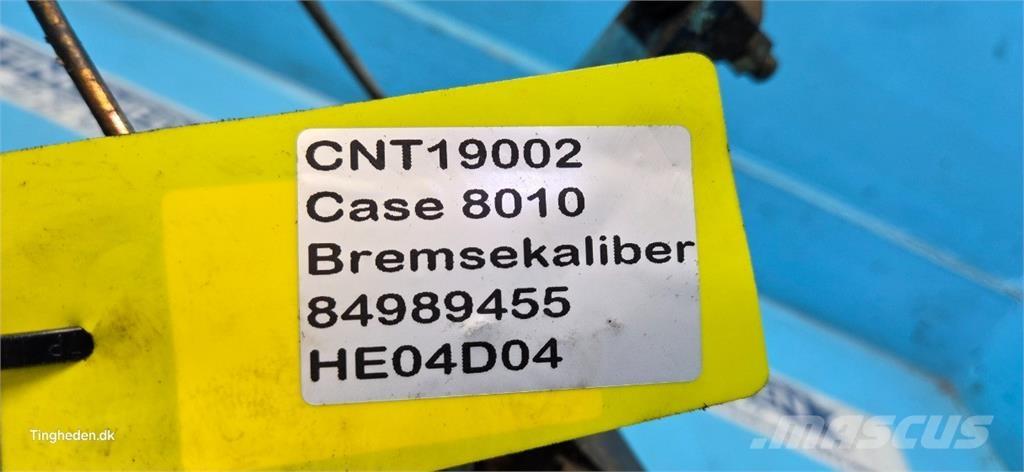 CNT19002
Case 8010
Bremsekaliber
84989455
HE04D04
Tingheden.dk
MASCUS